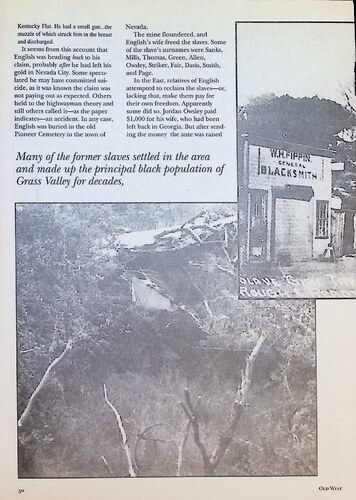 Kentucky Flat. He had a small gun...the
muzzle of which struck him in the breast
and discharged.
It seems from this account that
English was heading back to his
claim, probably after he had left his
gold in Nevada City. Some specu-
lated he may have committed sui-
cide, as it was known the claim was
not paying out as expected. Others
held to the highwayman theory and
still others called it—as the paper
indicates—an accident. In any case,
English was buried in the old
Pioneer Cemetery in the town of
Nevada.
The mine floundered, and
English's wife freed the slaves. Some
of the slave's surnames were Sanks,
Mills, Thomas, Green, Allen,
Owsley, Striker, Fair, Dasis, Smith,
and Page.
In the East, relatives of English
attempted to reclaim the slaves—or,
lacking that, make them pay for
their own freedom. Apparently
some did so. Jordan Owsley paid
$1,000 for his wife, who had been
left back in Georgia. But after send-
ing the money the ante was raised
Many of the former slaves settled in the area
and made up the principal black population of
Grass Valley for decades,
W.H. FIPPIN.
GENERAL
BLACKSMITH
SLAVE
ROUGH
50
OLD WEST